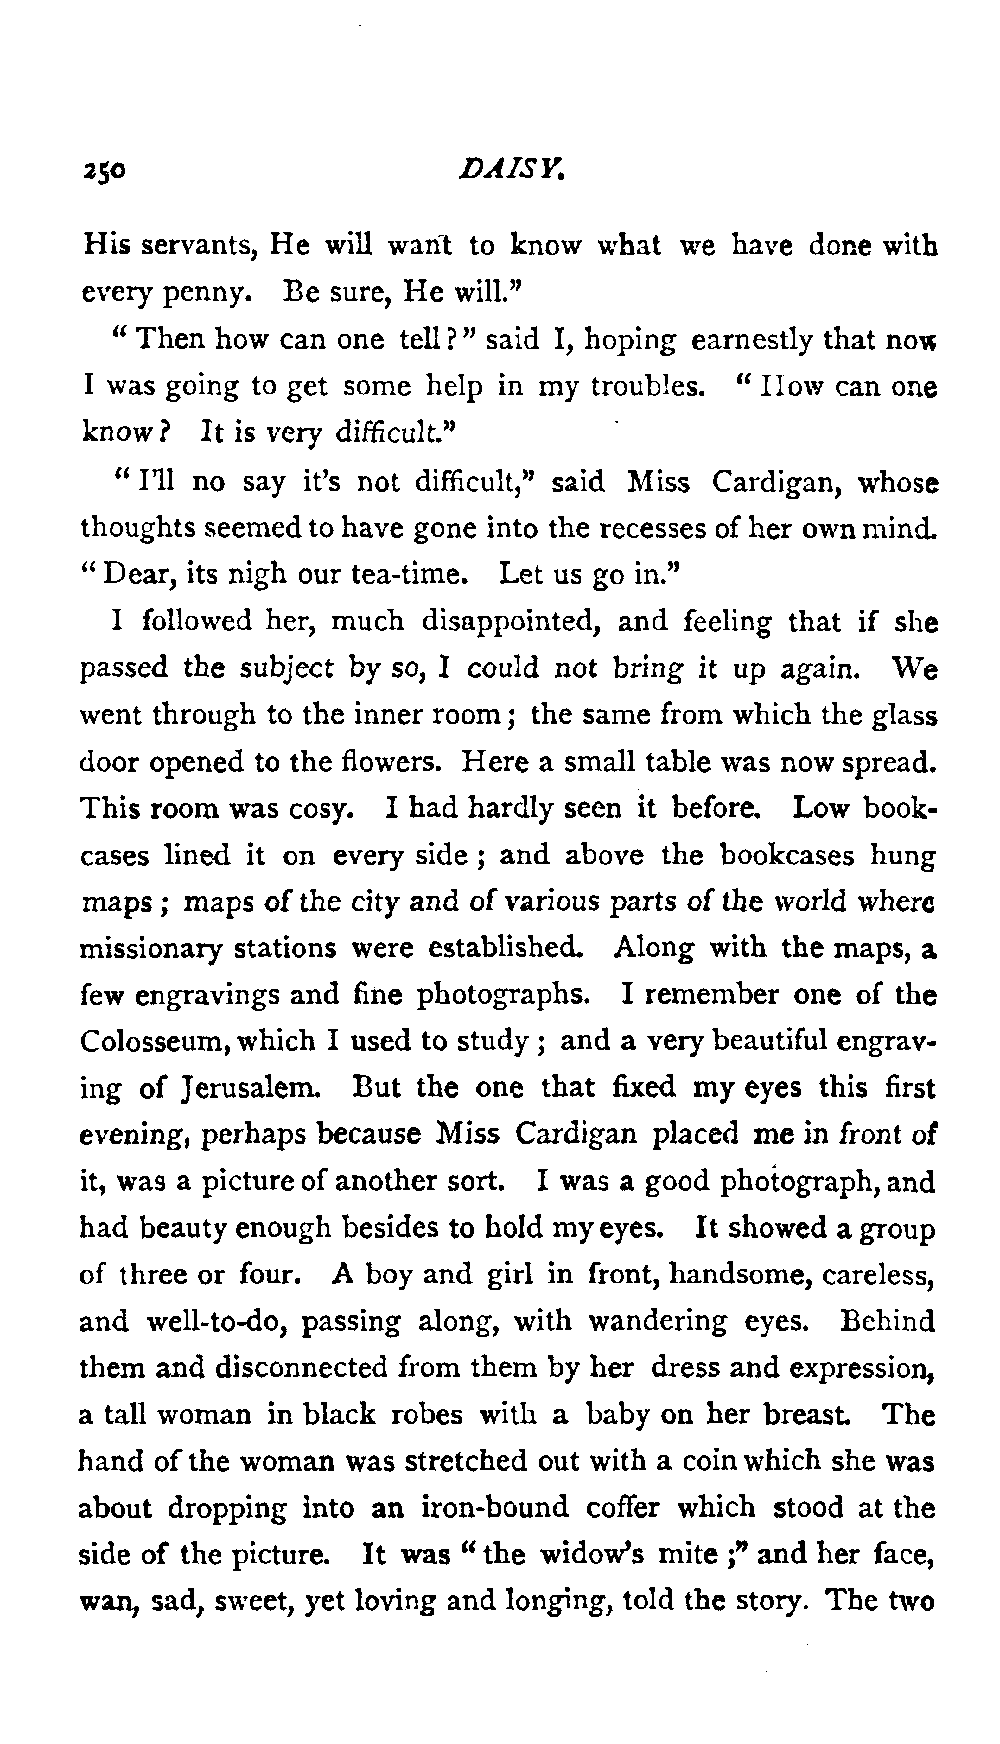 250 DAISY.
His servants, He will want to know what we have done with
every penny. Be sure, He will.”
“ Then how can one tell ? ” said I, hoping earnestly that now
I was going to get some help in my troubles. “ How can one
know ? It is very difficult.”
“ I'll no say it's not difficult,” said Miss Cardigan, whose
thoughts seemed to have gone into the recesses of her own mind.
“ Dear, its nigh our tea-time. Let us go in.”
I followed her, much disappointed, and feeling that if she
passed the subject by so, I could not bring it up again. We
went through to the inner room ; the same from which the glass
door opened to the flowers. Here a small table was now spread.
This room was cosy. I had hardly seen it before. Low book-
cases lined it on every side ; and above the bookcases hung
maps ; maps of the city and of various parts of the world where
missionary stations were established. Along with the maps, a
few engravings and fine photographs. I remember one of the
Colosseum, which I used to study ; and a very beautiful engrav-
ing of Jerusalem. But the one that fixed my eyes this first
evening, perhaps because Miss Cardigan placed me in front of
it, was a picture of another sort. I was a good photograph, and
had beauty enough besides to hold my eyes. It showed a group
of three or four. A boy and girl in front, handsome, careless,
and well-to-do, passing along, with wandering eyes. Behind
them and disconnected from them by her dress and expression,
a tall woman in black robes with a baby on her breast. The
hand of the woman was stretched out with a coin which she was
about dropping into an iron-bound coffer which stood at the
side of the picture. It was “ the widow's mite ;” and her face,
wan, sad, sweet, yet loving and longing, told the story. The two